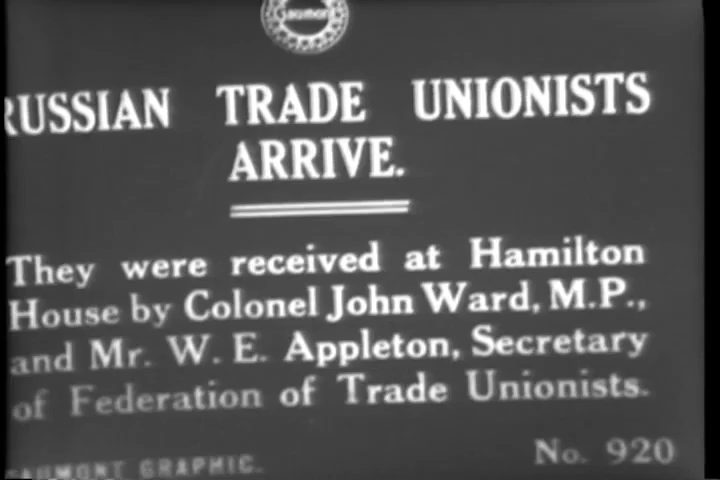 Gaumont
RUSSIAN TRADE UNIONISTS
ARRIVE.
They were received at Hamilton
House by Colonel John Ward, M.P.,
and Mr. W. E. Appleton, Secretary
of Federation of Trade Unionists.
GAUMONT GRAPHIC.
No. 920